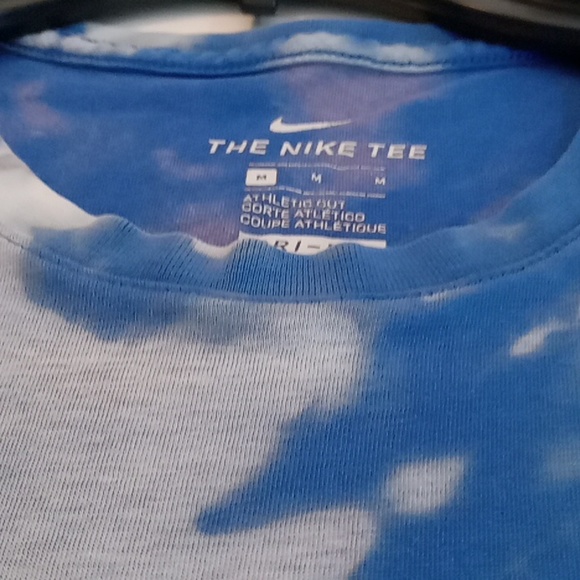 THE NIKE TEE
M M M
ATHLETIC CUT
CORTE ATLÉTICO
COUPE ATHLÉTIQUE